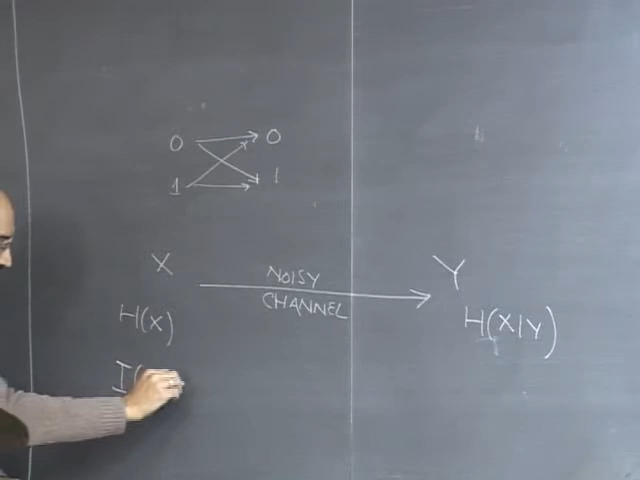 0 0
1 1
X Y
NOISY
CHANNEL
H(X) H(X|Y)
I(